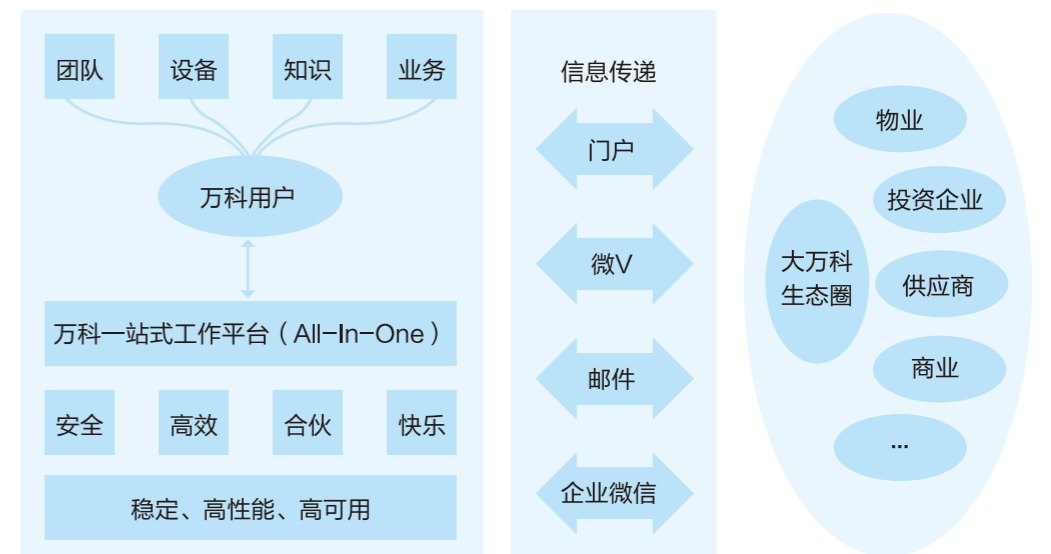 团队
设备
知识
业务
万科用户
万科一站式工作平台（All-In-One）
安全
高效
合伙
快乐
稳定、高性能、高可用
信息传递
门户
微V
邮件
企业微信
大万科
生态圈
物业
投资企业
供应商
商业
...